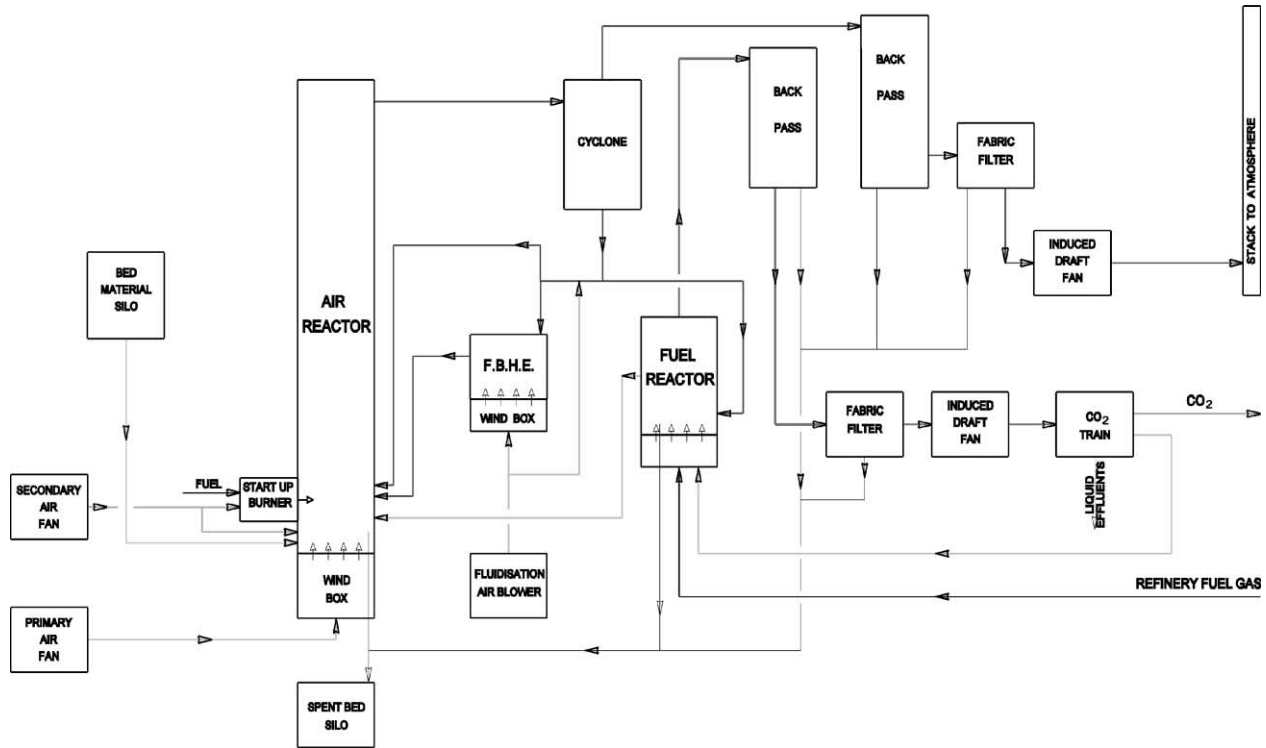 BACK
PASS
BACK
PASS
CYCLONE
FABRIC
FILTER
STACK TO ATMOSPHERE
INDUCED
DRAFT
FAN
BED
MATERIAL
SILO
AIR
REACTOR
F.B.H.E.
WIND BOX
FUEL
REACTOR
FABRIC
FILTER
INDUCED
DRAFT
FAN
CO₂
TRAIN
CO₂
LIQUID
EFFLUENTS
SECONDARY
AIR
FAN
FUEL
START UP
BURNER
WIND
BOX
FLUIDISATION
AIR BLOWER
REFINERY FUEL GAS
PRIMARY
AIR
FAN
SPENT BED
SILO